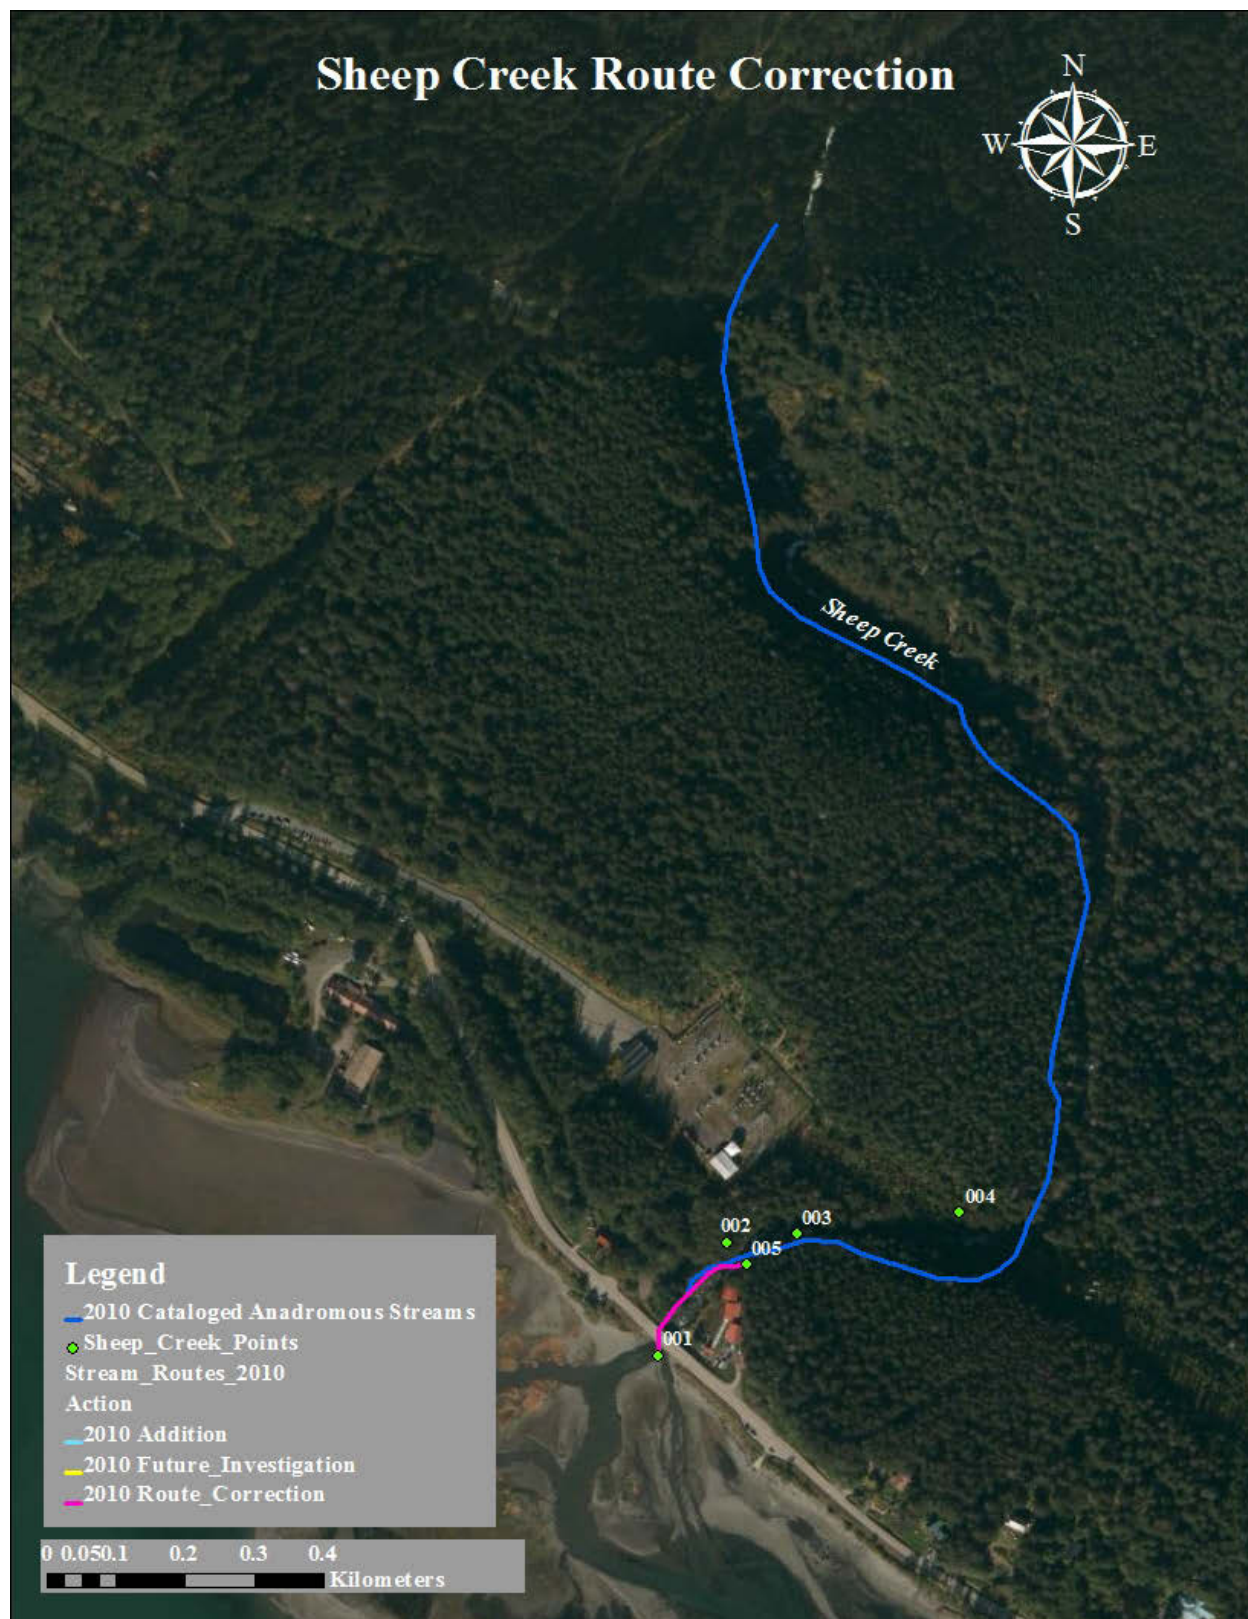 Sheep Creek Route Correction
N
W E
S
Sheep Creek
004
002
003
005
001
Legend
2010 Cataloged Anadromous Streams
Sheep_Creek_Points
Stream_Routes_2010
Action
2010 Addition
2010 Future_Investigation
2010 Route_Correction
0 0.050.1 0.2 0.3 0.4
Kilometers